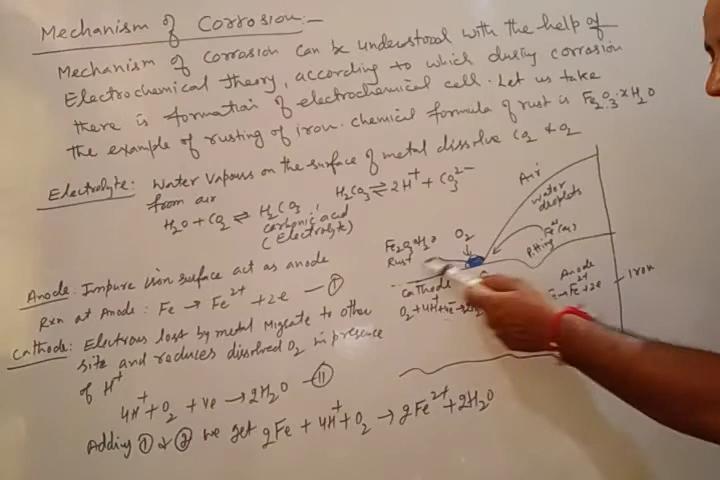 Mechanism of Corrosion:-
Mechanism of corrosion can be understood with the help of
Electrochemical theory, according to which during corrosion
there is formation of electrochemical cell. Let us take
the example of rusting of iron. chemical formula of rust is Fe2O3.xH2O
Electrolyte: Water Vapours on the surface of metal dissolve CO2 & O2
from air
H2O + CO2 ⇌ H2CO3
carbonic acid
(Electrolyte)
H2CO3 ⇌ 2H+ + CO3^2-
Anode: Impure iron surface act as anode
Rxn at Anode: Fe → Fe2+ + 2e — (I)
Cathode: Electrons lost by metal Migrate to other
site and reduces dissolved O2 in presence
of H+
4H+ + O2 + 4e → 2H2O — (II)
Adding (1) & (2) we get 2Fe + 4H+ + O2 → 2Fe2+ + 2H2O
Air
Water
droplets
O2
Rust
Pitting
Cathode
O2 + 4H+
Anode
Fe2+ + 2e
Iron